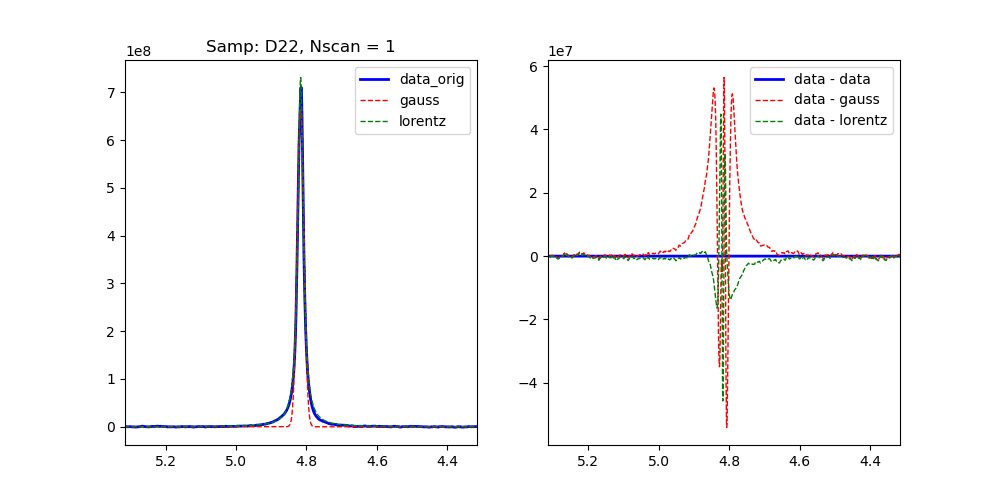 Samp: D22, Nscan = 1
1e8
7
6
5
4
3
2
1
0
5.2 5.0 4.8 4.6 4.4
data_orig
gauss
lorentz
1e7
6
4
2
0
−2
−4
5.2 5.0 4.8 4.6 4.4
data - data
data - gauss
data - lorentz